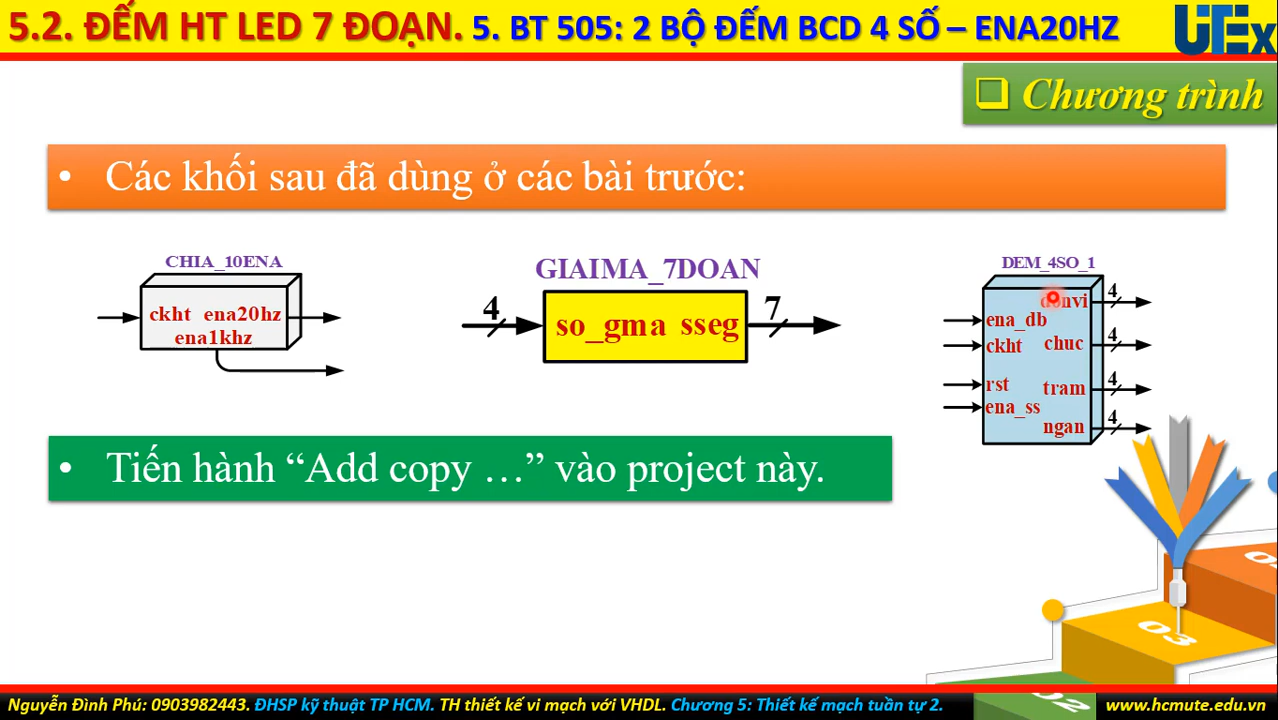 5.2. ĐẾM HT LED 7 ĐOẠN. 5. BT 505: 2 BỘ ĐẾM BCD 4 SỐ – ENA20HZ
UTEx
❑ Chương trình
• Các khối sau đã dùng ở các bài trước:
CHIA_10ENA
ckht ena20hz
ena1khz
GIAIMA_7DOAN
4
so_gma sseg
7
DEM_4SO_1
donvi
4
ena_db
ckht
chuc
4
rst
tram
4
ena_ss
ngan
4
• Tiến hành “Add copy …” vào project này.
03
Nguyễn Đình Phú: 0903982443. ĐHSP kỹ thuật TP HCM. TH thiết kế vi mạch với VHDL. Chương 5: Thiết kế mạch tuần tự 2.
www.hcmute.edu.vn